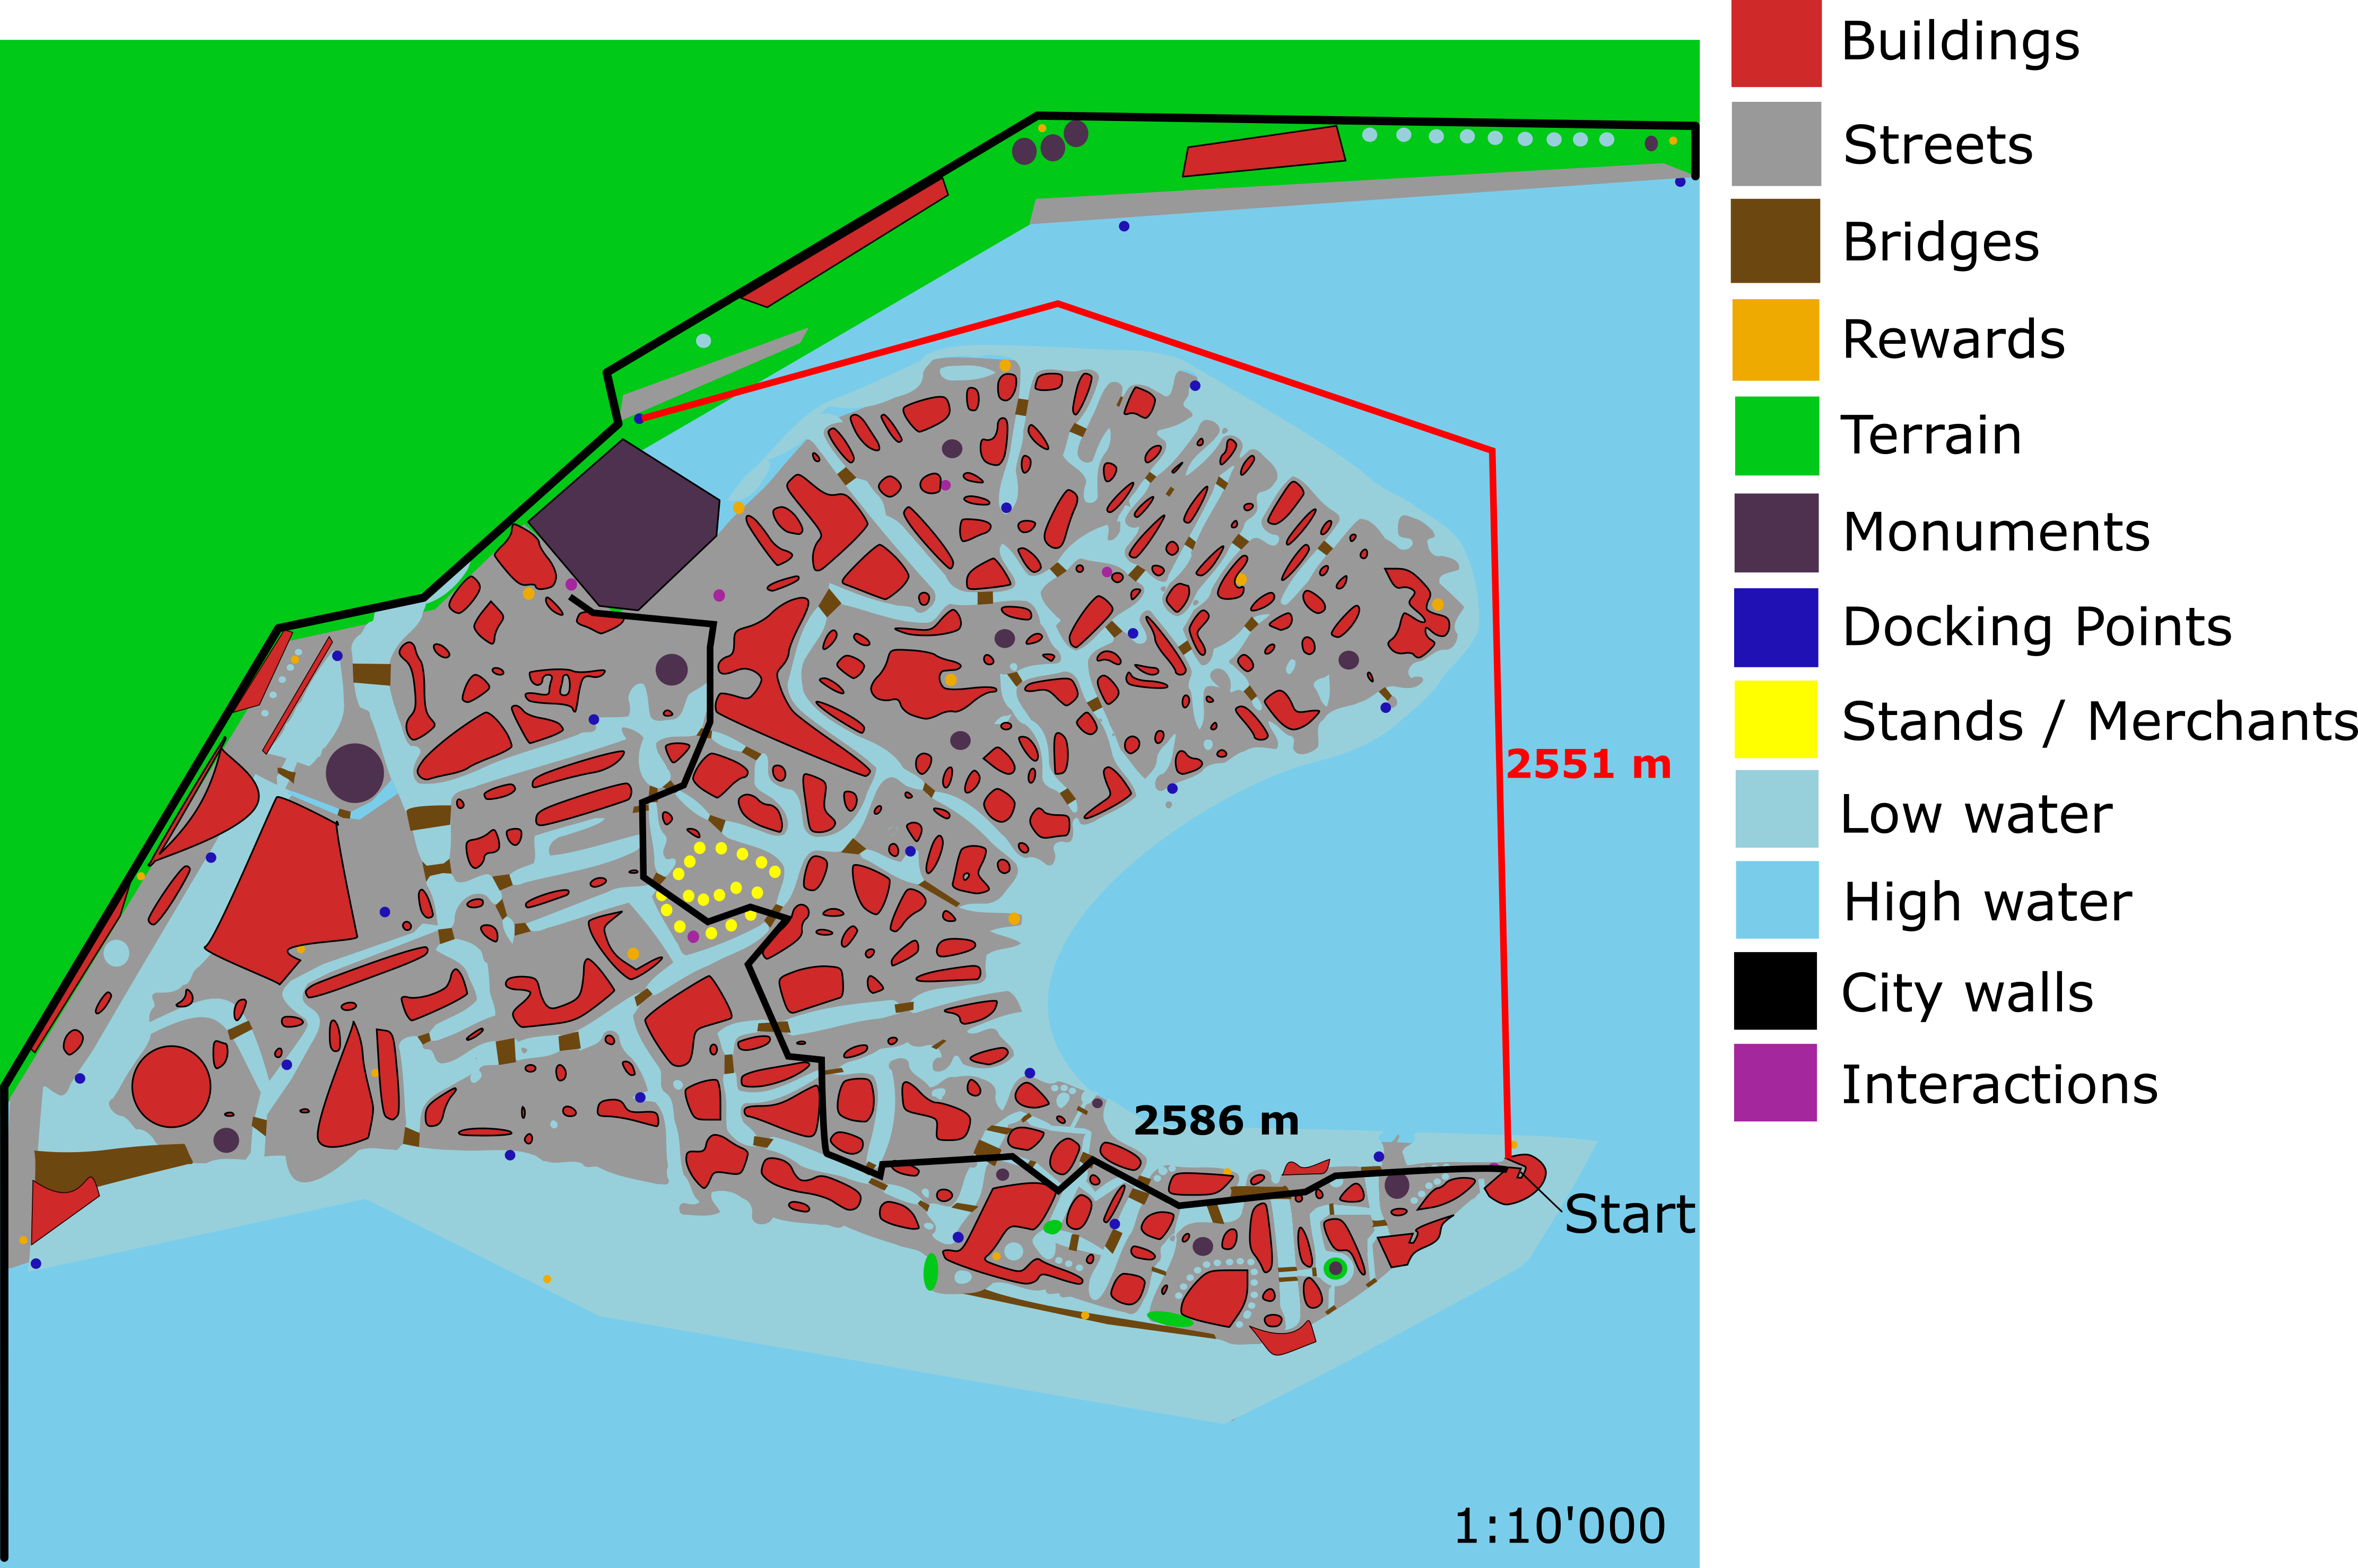 Buildings
Streets
Bridges
Rewards
Terrain
Monuments
Docking Points
Stands / Merchants
2551 m
Low water
High water
City walls
Interactions
2586 m
Start
1:10'000